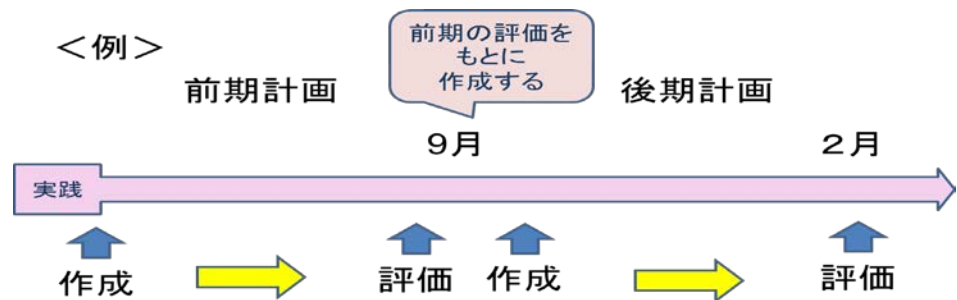 ＜例＞
前期の評価を
もとに
作成する
前期計画
後期計画
9月
2月
実践
作成
評価
作成
評価